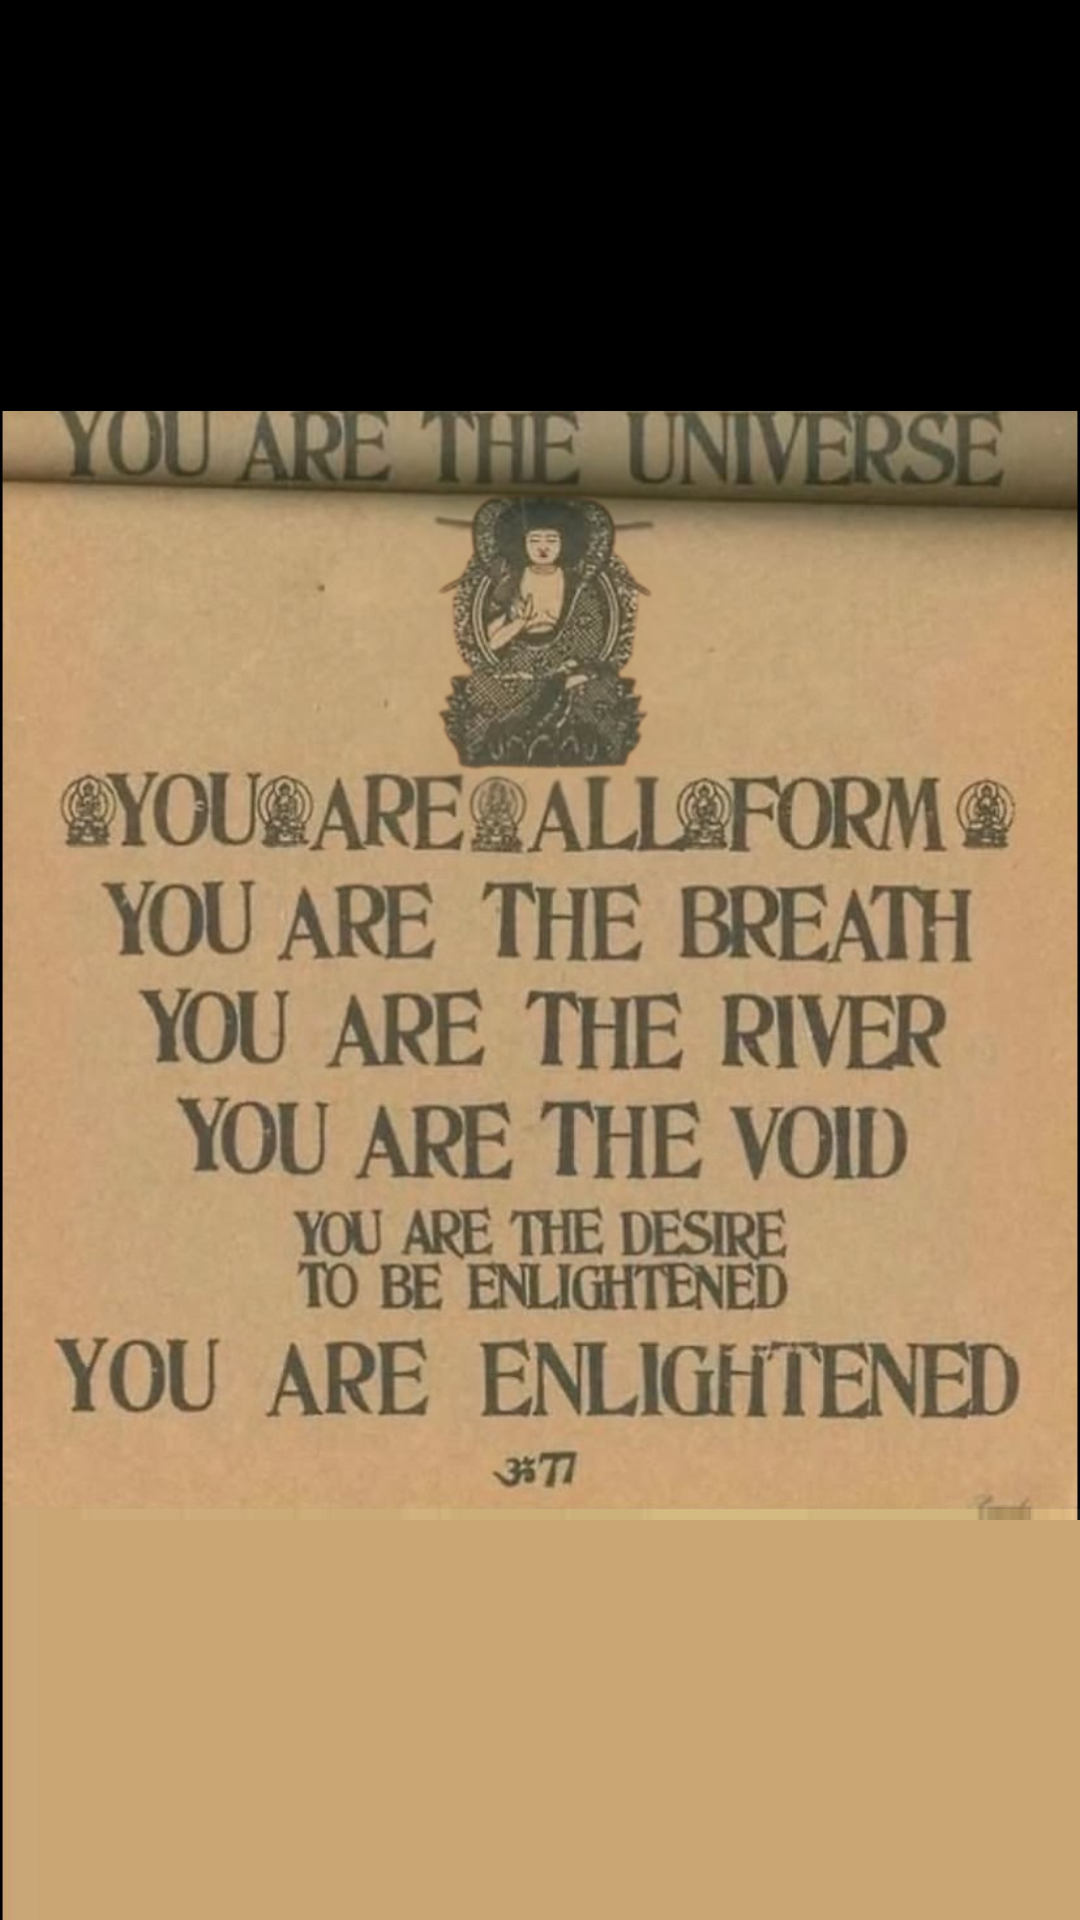 YOU ARE THE UNIVERSE
YOU ARE ALL FORM
YOU ARE THE BREATH
YOU ARE THE RIVER
YOU ARE THE VOID
YOU ARE THE DESIRE
TO BE ENLIGHTENED
YOU ARE ENLIGHTENED
ॐ 77